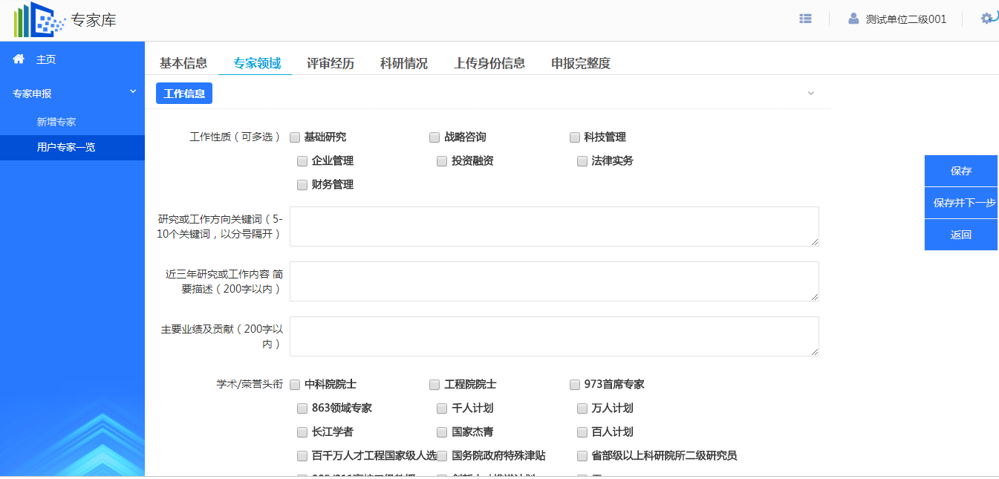 专家库
测试单位二级001
主页
专家申报
新增专家
用户专家一览
基本信息 专家领域 评审经历 科研情况 上传身份信息 申报完整度
工作信息
工作性质（可多选） 基础研究 战略咨询 科技管理
企业管理 投资融资 法律实务
财务管理
研究或工作方向关键词（5-
10个关键词，以分号隔开）
近三年研究或工作内容 简
要描述（200字以内）
主要业绩及贡献（200字以
内）
学术/荣誉头衔 中科院院士 工程院院士 973首席专家
863领域专家 千人计划 万人计划
长江学者 国家杰青 百人计划
百千万人才工程国家级人选 国务院政府特殊津贴 省部级以上科研院所二级研究员
保存
保存并下一步
返回